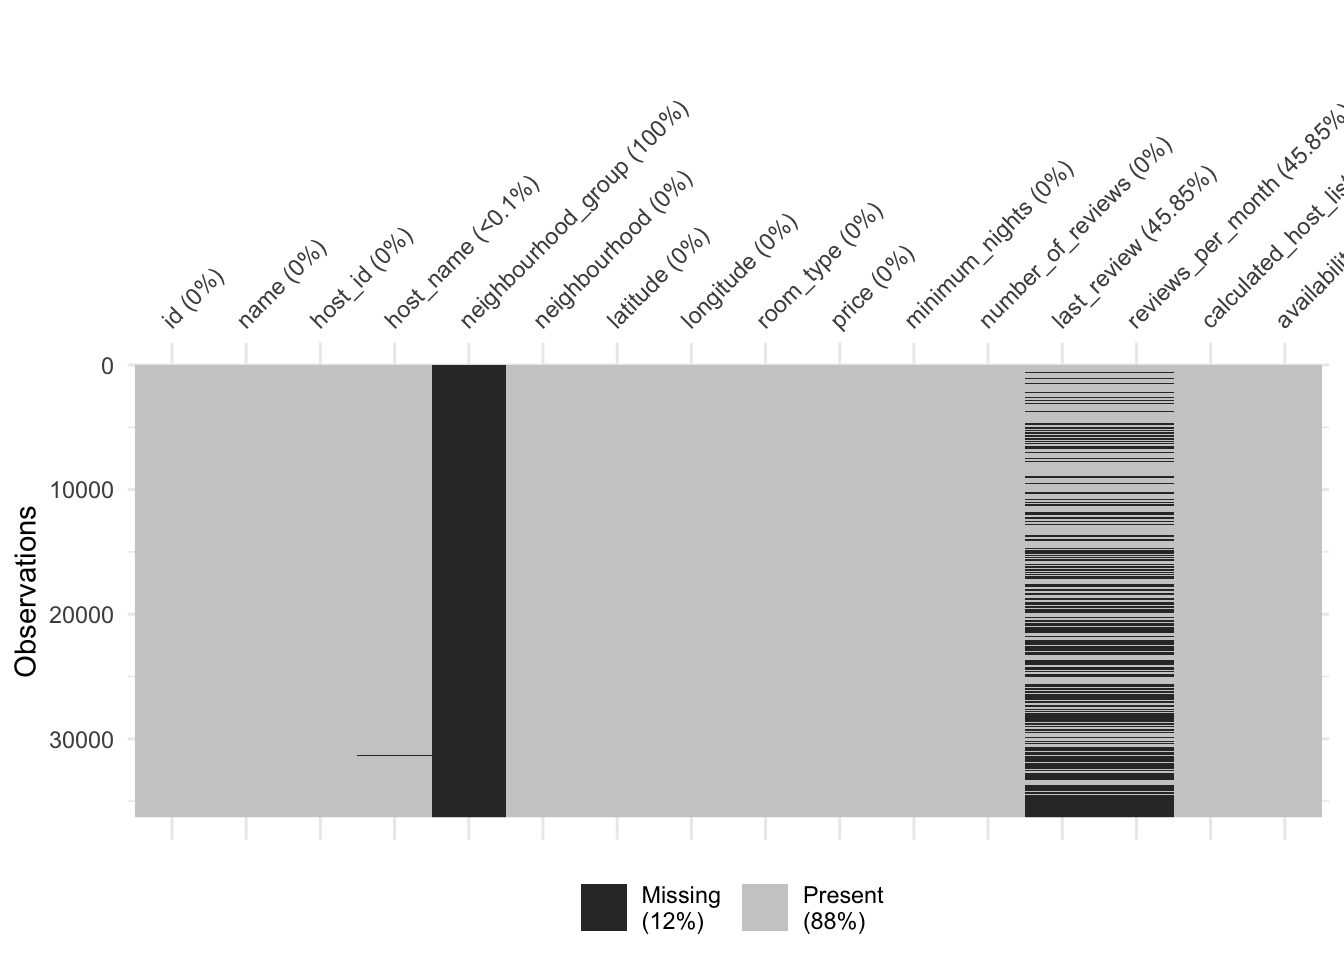 id (0%)
name (0%)
host_id (0%)
host_name (<0.1%)
neighbourhood_group (100%)
neighbourhood (0%)
latitude (0%)
longitude (0%)
room_type (0%)
price (0%)
minimum_nights (0%)
number_of_reviews (0%)
last_review (45.85%)
reviews_per_month (45.85%)
calculated_host_list
availabilit
0
10000
20000
30000
Observations
Missing
(12%)
Present
(88%)